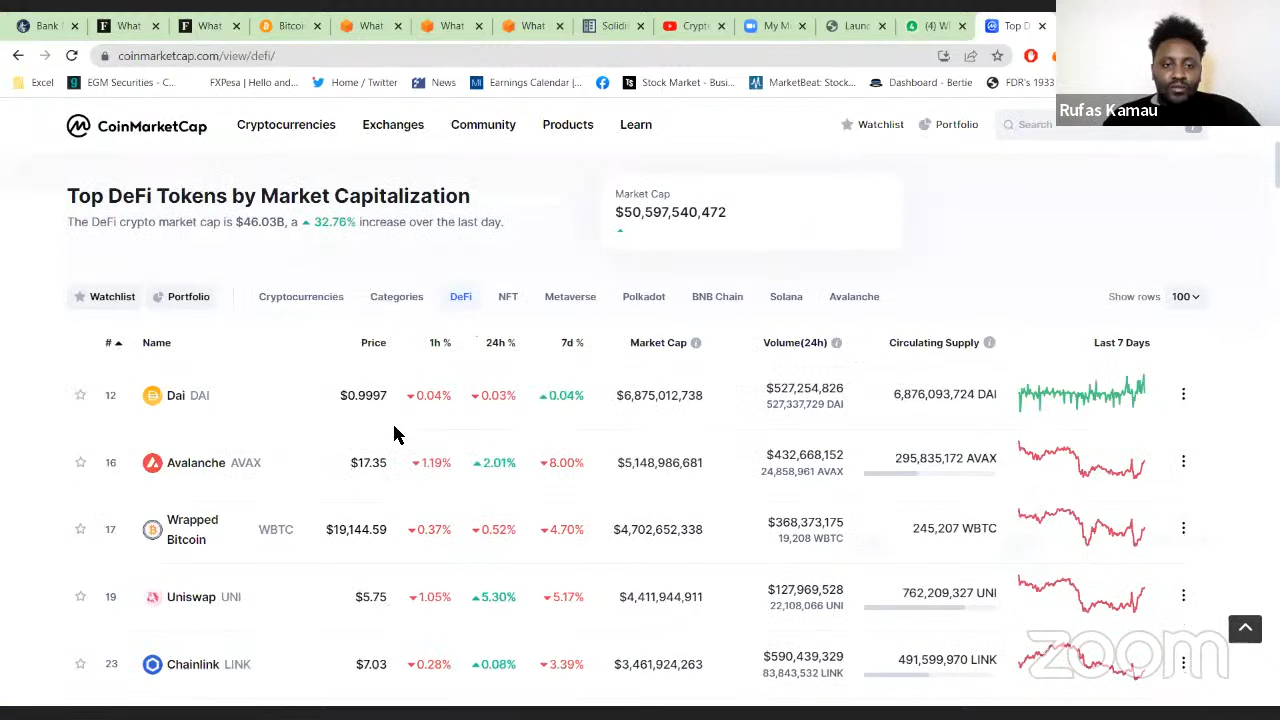 Bank
What
What
Bitcoi
What
What
What
Solidi
Crypt
My M
Laun
(4) W
Top D
coinmarketcap.com/view/defi/
Excel
EGM Securities - C...
FXPesa | Hello and...
Home / Twitter
News
Earnings Calendar |...
Stock Market - Busi...
MarketBeat: Stock...
Dashboard - Bertie
FDR's 1933
Rufas Kamau
CoinMarketCap
Cryptocurrencies
Exchanges
Community
Products
Learn
Watchlist
Portfolio
Search
Top DeFi Tokens by Market Capitalization
The DeFi crypto market cap is $46.03B, a ▲ 32.76% increase over the last day.
Market Cap
$50,597,540,472
Watchlist
Portfolio
Cryptocurrencies
Categories
DeFi
NFT
Metaverse
Polkadot
BNB Chain
Solana
Avalanche
Show rows 100
# Name Price 1h % 24h % 7d % Market Cap Volume(24h) Circulating Supply Last 7 Days
12 Dai DAI $0.9997 0.04% 0.03% 0.04% $6,875,012,738 $527,254,826 6,876,093,724 DAI
527,337,729 DAI
16 Avalanche AVAX $17.35 1.19% 2.01% 8.00% $5,148,986,681 $432,668,152 295,835,172 AVAX
24,858,961 AVAX
17 Wrapped Bitcoin WBTC $19,144.59 0.37% 0.52% 4.70% $4,702,652,338 $368,373,175 245,207 WBTC
19,208 WBTC
19 Uniswap UNI $5.75 1.05% 5.30% 5.17% $4,411,944,911 $127,969,528 762,209,327 UNI
22,108,066 UNI
23 Chainlink LINK $7.03 0.28% 0.08% 3.39% $3,461,924,263 $590,439,329 491,599,970 LINK
83,843,532 LINK
zoom